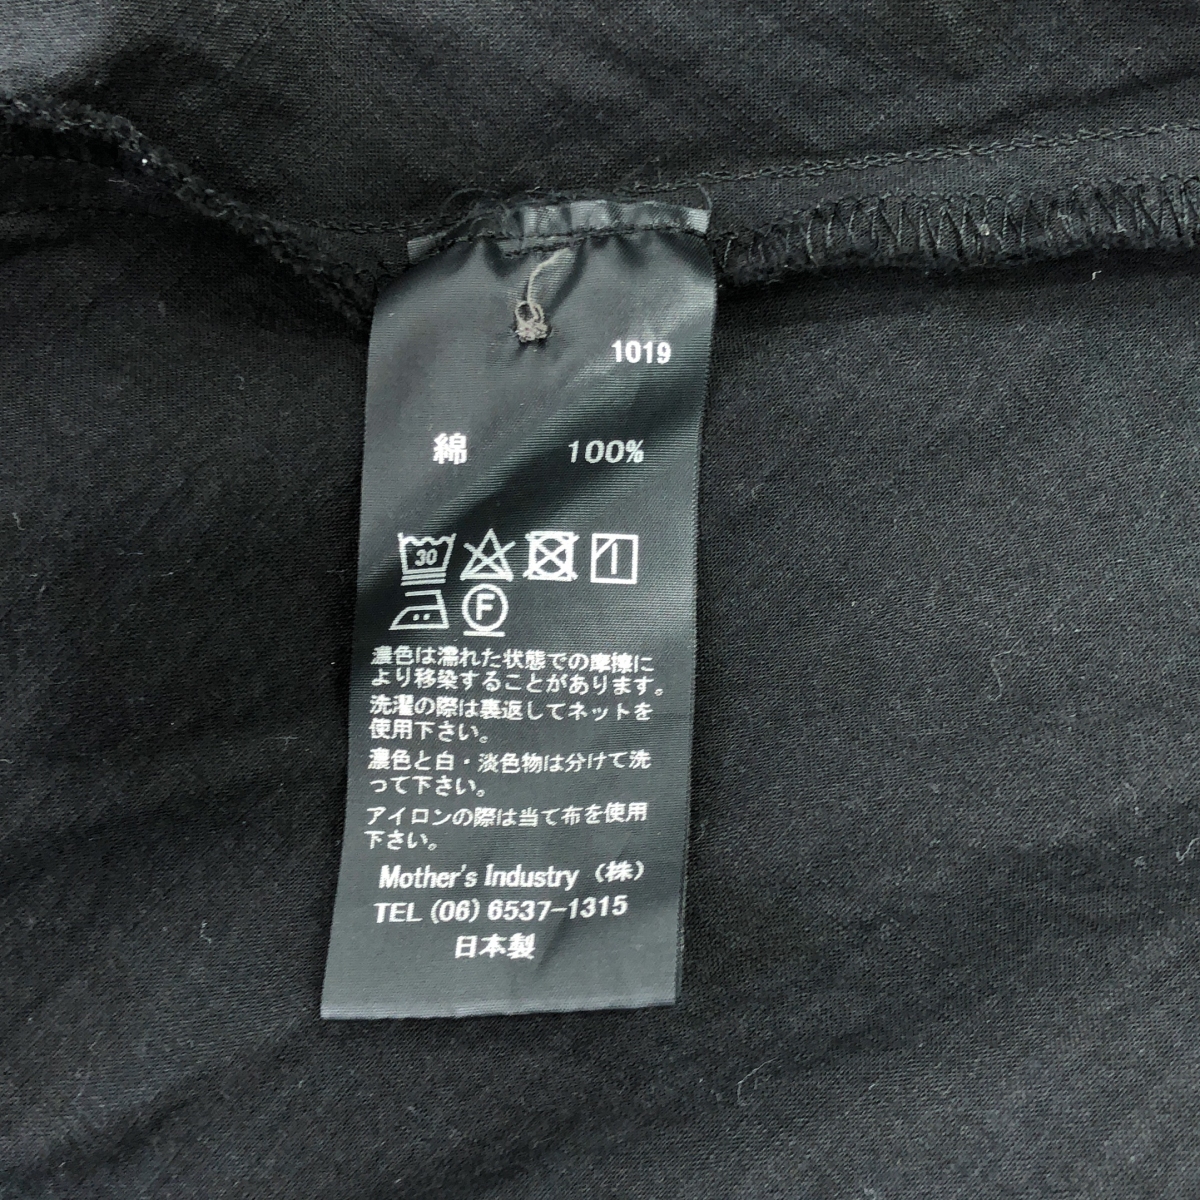 1019
綿 100%
30
F
濃色は濡れた状態での摩擦に
より移染することがあります。
洗濯の際は裏返してネットを
使用下さい。
濃色と白・淡色物は分けて洗
って下さい。
アイロンの際は当て布を使用
下さい。
Mother's Industry (株)
TEL (06) 6537-1315
日本製